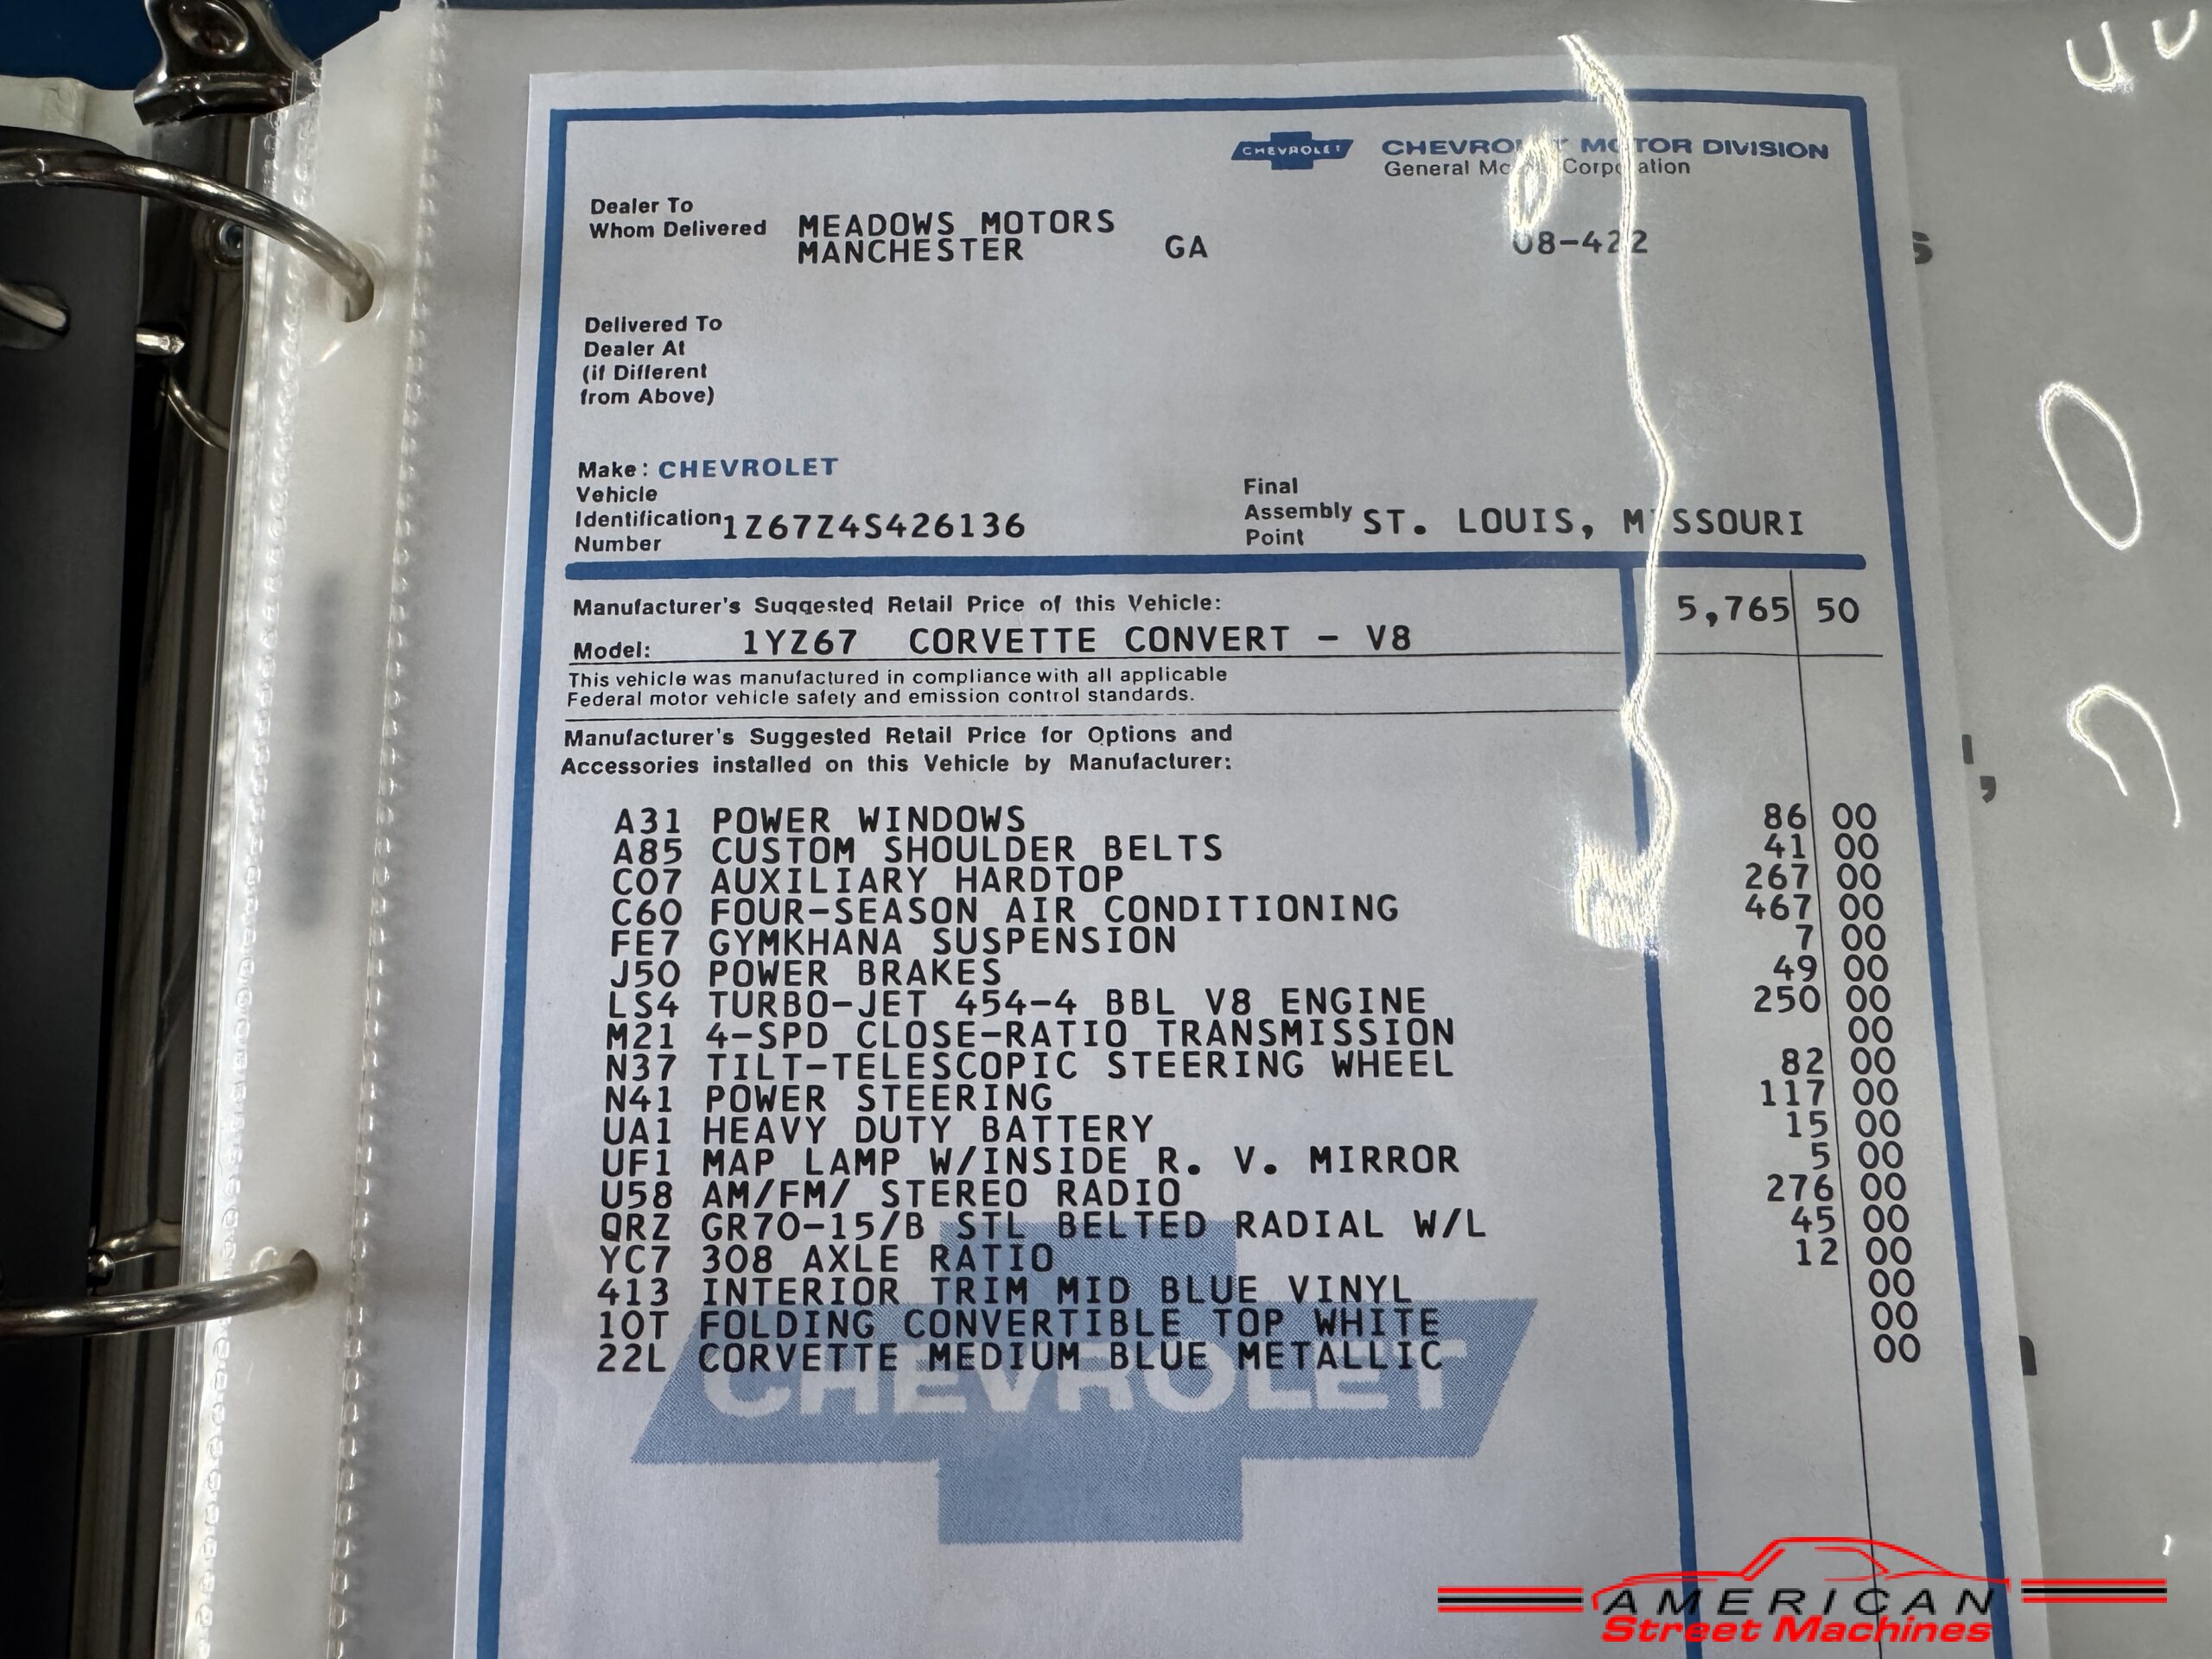 CHEVROLET CHEVROLET MOTOR DIVISION
General Motors Corporation
Dealer To
Whom Delivered MEADOWS MOTORS
MANCHESTER GA 08-422
Delivered To
Dealer At
(if Different
from Above)
Make: CHEVROLET
Vehicle
Identification 1Z67Z4S426136
Number
Final
Assembly ST. LOUIS, MISSOURI
Point
Manufacturer's Suggested Retail Price of this Vehicle: 5,765 50
Model: 1YZ67 CORVETTE CONVERT - V8
This vehicle was manufactured in compliance with all applicable
Federal motor vehicle safety and emission control standards.
Manufacturer's Suggested Retail Price for Options and
Accessories installed on this Vehicle by Manufacturer:
A31 POWER WINDOWS 86 00
A85 CUSTOM SHOULDER BELTS 41 00
C07 AUXILIARY HARDTOP 267 00
C60 FOUR-SEASON AIR CONDITIONING 467 00
FE7 GYMKHANA SUSPENSION 7 00
J50 POWER BRAKES 49 00
LS4 TURBO-JET 454-4 BBL V8 ENGINE 250 00
M21 4-SPD CLOSE-RATIO TRANSMISSION 00
N37 TILT-TELESCOPIC STEERING WHEEL 82 00
N41 POWER STEERING 117 00
UA1 HEAVY DUTY BATTERY 15 00
UF1 MAP LAMP W/INSIDE R. V. MIRROR 5 00
U58 AM/FM/ STEREO RADIO 276 00
QRZ GR70-15/B STL BELTED RADIAL W/L 45 00
YC7 308 AXLE RATIO 12 00
413 INTERIOR TRIM MID BLUE VINYL 00
10T FOLDING CONVERTIBLE TOP WHITE 00
22L CORVETTE MEDIUM BLUE METALLIC 00
CHEVROLET
AMERICAN
Street Machines